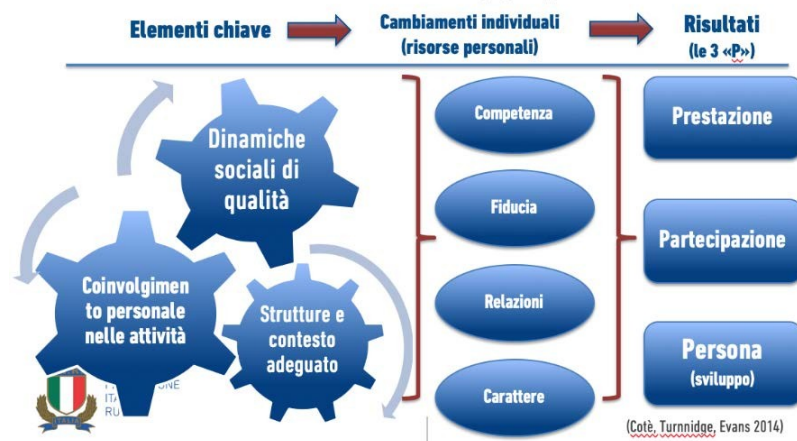 Elementi chiave
Cambiamenti individuali
(risorse personali)
Risultati
(le 3 «P»)
Dinamiche
sociali di
qualità
Coinvolgimen
to personale
nelle attività
Strutture e
contesto
adeguato
Competenza
Fiducia
Relazioni
Carattere
Prestazione
Partecipazione
Persona
(sviluppo)
ITALIA
(Cotè, Turnnidge, Evans 2014)